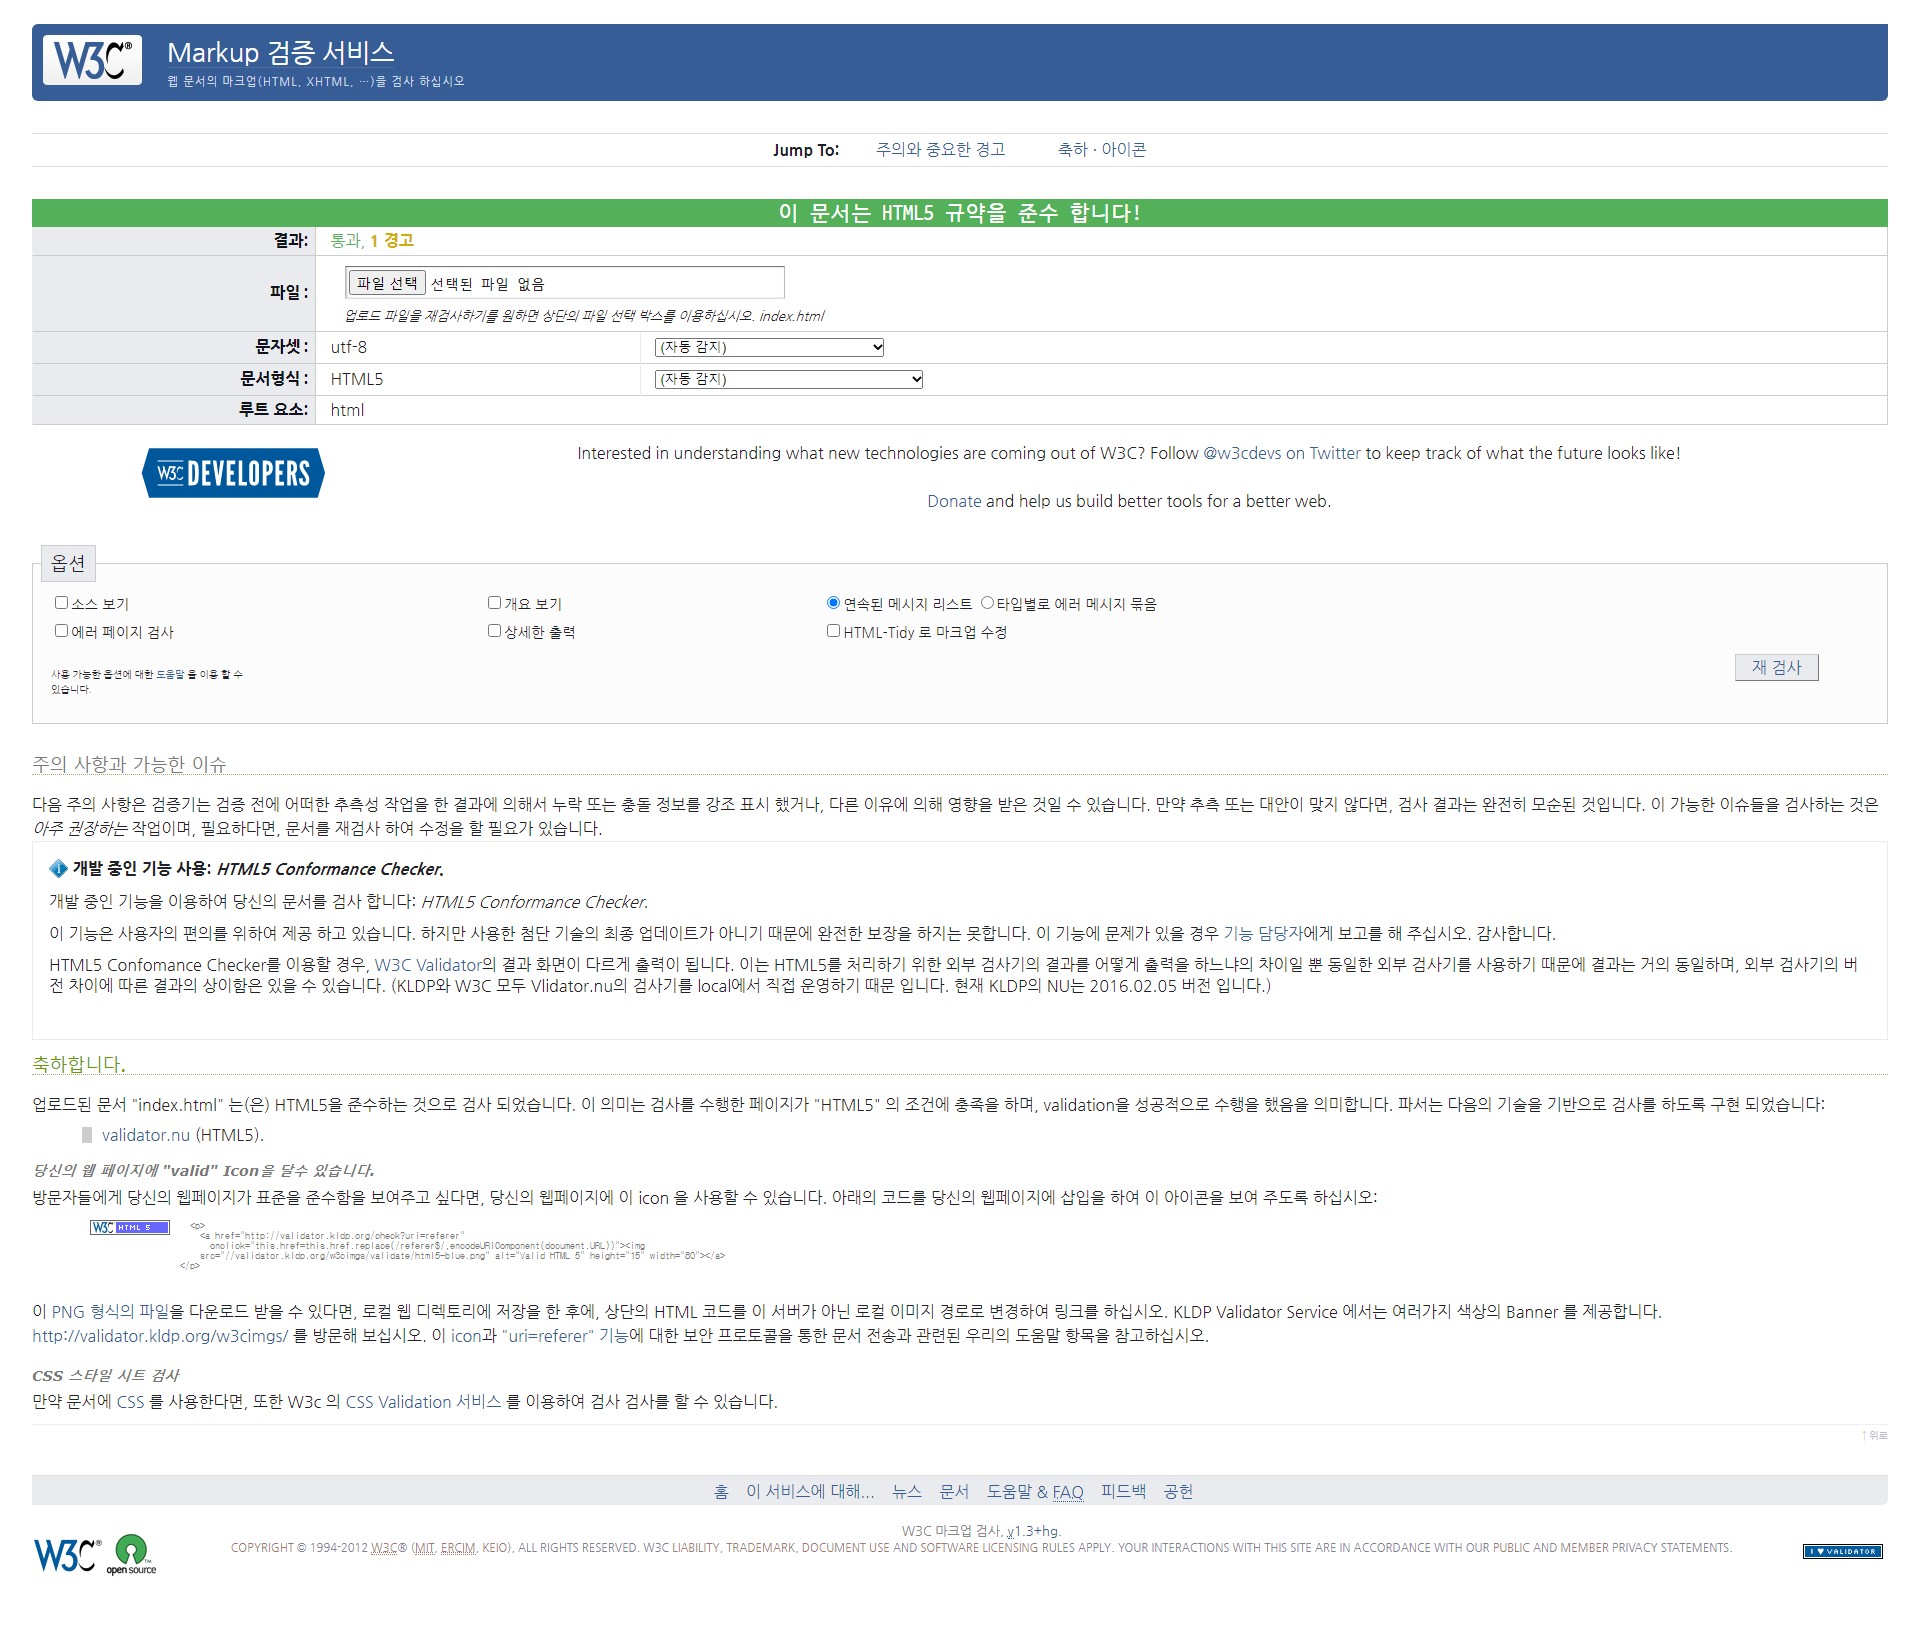 W3C®
Markup 검증 서비스
웹 문서의 마크업(HTML, XHTML, …)을 검사 하십시오
Jump To: 주의와 중요한 경고 축하 · 아이콘
이 문서는 HTML5 규약을 준수 합니다!
결과: 통과, 1 경고
파일 : 파일 선택 선택된 파일 없음
업로드 파일을 재검사하기를 원하면 상단의 파일 선택 박스를 이용하십시오. index.html
문자셋 : utf-8 (자동 감지)
문서형식 : HTML5 (자동 감지)
루트 요소: html
W3C DEVELOPERS
Interested in understanding what new technologies are coming out of W3C? Follow @w3cdevs on Twitter to keep track of what the future looks like!
Donate and help us build better tools for a better web.
옵션
소스 보기 개요 보기 연속된 메시지 리스트 타입별로 에러 메시지 묶음
에러 페이지 검사 상세한 출력 HTML-Tidy 로 마크업 수정
사용 가능한 옵션에 대한 도움말 을 이용 할 수
있습니다.
재 검사
주의 사항과 가능한 이슈
다음 주의 사항은 검증기는 검증 전에 어떠한 추측성 작업을 한 결과에 의해서 누락 또는 충돌 정보를 강조 표시 했거나, 다른 이유에 의해 영향을 받은 것일 수 있습니다. 만약 추측 또는 대안이 맞지 않다면, 검사 결과는 완전히 모순된 것입니다. 이 가능한 이슈들을 검사하는 것은
아주 권장하는 작업이며, 필요하다면, 문서를 재검사 하여 수정을 할 필요가 있습니다.
개발 중인 기능 사용: HTML5 Conformance Checker.
개발 중인 기능을 이용하여 당신의 문서를 검사 합니다: HTML5 Conformance Checker.
이 기능은 사용자의 편의를 위하여 제공 하고 있습니다. 하지만 사용한 첨단 기술의 최종 업데이트가 아니기 때문에 완전한 보장을 하지는 못합니다. 이 기능에 문제가 있을 경우 기능 담당자에게 보고를 해 주십시오. 감사합니다.
HTML5 Confomance Checker를 이용할 경우, W3C Validator의 결과 화면이 다르게 출력이 됩니다. 이는 HTML5를 처리하기 위한 외부 검사기의 결과를 어떻게 출력을 하느냐의 차이일 뿐 동일한 외부 검사기를 사용하기 때문에 결과는 거의 동일하며, 외부 검사기의 버
전 차이에 따른 결과의 상이함은 있을 수 있습니다. (KLDP와 W3C 모두 Vlidator.nu의 검사기를 local에서 직접 운영하기 때문 입니다. 현재 KLDP의 NU는 2016.02.05 버전 입니다.)
축하합니다.
업로드된 문서 "index.html" 는(은) HTML5을 준수하는 것으로 검사 되었습니다. 이 의미는 검사를 수행한 페이지가 "HTML5" 의 조건에 충족을 하며, validation을 성공적으로 수행을 했음을 의미합니다. 파서는 다음의 기술을 기반으로 검사를 하도록 구현 되었습니다:
validator.nu (HTML5).
당신의 웹 페이지에 "valid" Icon을 달수 있습니다.
방문자들에게 당신의 웹페이지가 표준을 준수함을 보여주고 싶다면, 당신의 웹페이지에 이 icon 을 사용할 수 있습니다. 아래의 코드를 당신의 웹페이지에 삽입을 하여 이 아이콘을 보여 주도록 하십시오:
W3C HTML 5
<p>
<a href="http://validator.kldp.org/check?uri=referer"
onclick="this.href=this.href.replace(/referer$/,encodeURIComponent(document.URL))"><img
src="//validator.kldp.org/w3cimgs/validate/html5-blue.png" alt="Valid HTML 5" height="15" width="80"></a>
</p>
이 PNG 형식의 파일을 다운로드 받을 수 있다면, 로컬 웹 디렉토리에 저장을 한 후에, 상단의 HTML 코드를 이 서버가 아닌 로컬 이미지 경로로 변경하여 링크를 하십시오. KLDP Validator Service 에서는 여러가지 색상의 Banner 를 제공합니다.
http://validator.kldp.org/w3cimgs/ 를 방문해 보십시오. 이 icon과 "uri=referer" 기능에 대한 보안 프로토콜을 통한 문서 전송과 관련된 우리의 도움말 항목을 참고하십시오.
CSS 스타일 시트 검사
만약 문서에 CSS 를 사용한다면, 또한 W3c 의 CSS Validation 서비스 를 이용하여 검사 검사를 할 수 있습니다.
↑ 위로
홈 이 서비스에 대해... 뉴스 문서 도움말 & FAQ 피드백 공헌
W3C® open source
W3C 마크업 검사, v1.3+hg.
COPYRIGHT © 1994-2012 W3C® (MIT, ERCIM, KEIO), ALL RIGHTS RESERVED. W3C LIABILITY, TRADEMARK, DOCUMENT USE AND SOFTWARE LICENSING RULES APPLY. YOUR INTERACTIONS WITH THIS SITE ARE IN ACCORDANCE WITH OUR PUBLIC AND MEMBER PRIVACY STATEMENTS.
I ♥ VALIDATOR